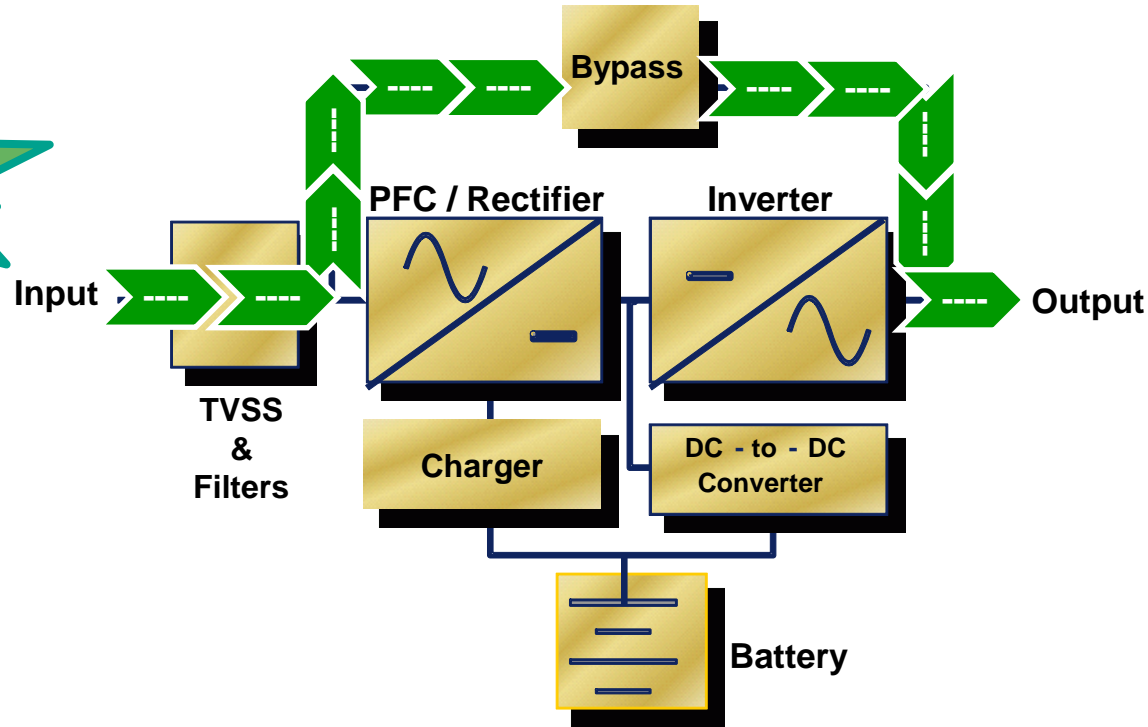 Bypass
PFC / Rectifier
Inverter
Input
Output
TVSS
&
Filters
Charger
DC - to - DC
Converter
Battery